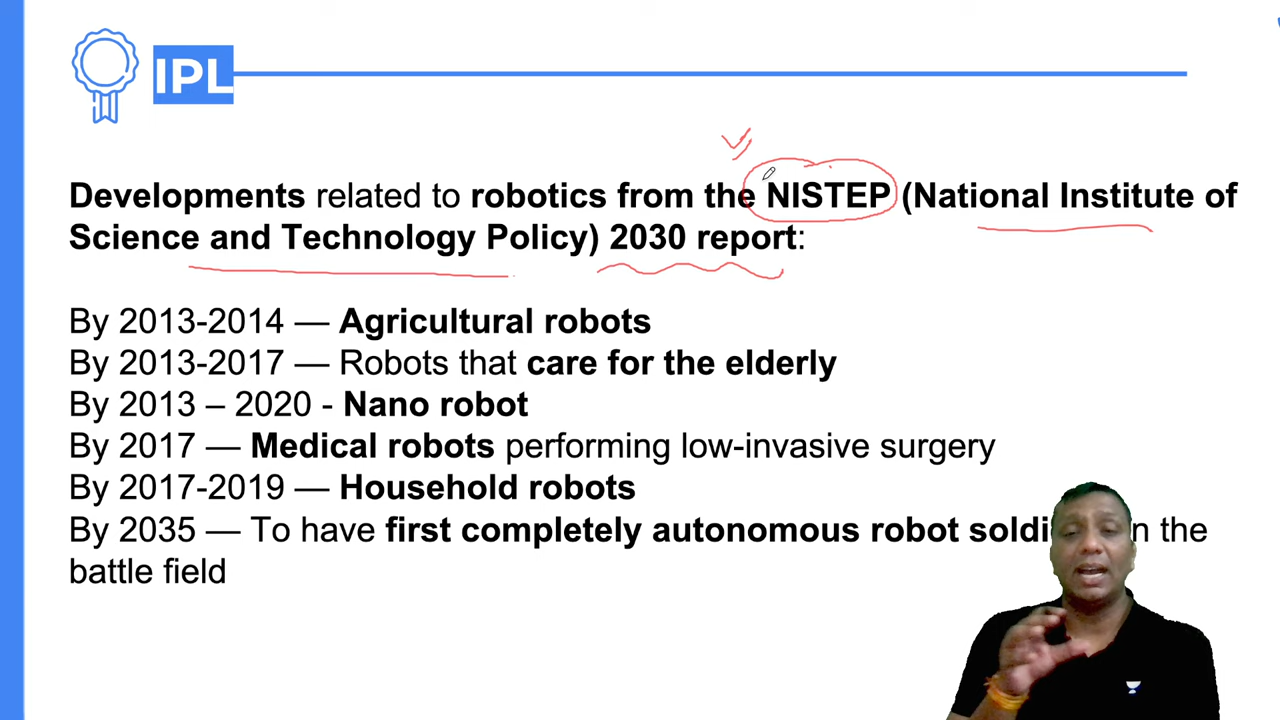 IPL
Developments related to robotics from the NISTEP (National Institute of
Science and Technology Policy) 2030 report:
By 2013-2014 — Agricultural robots
By 2013-2017 — Robots that care for the elderly
By 2013 – 2020 - Nano robot
By 2017 — Medical robots performing low-invasive surgery
By 2017-2019 — Household robots
By 2035 — To have first completely autonomous robot the
battle field